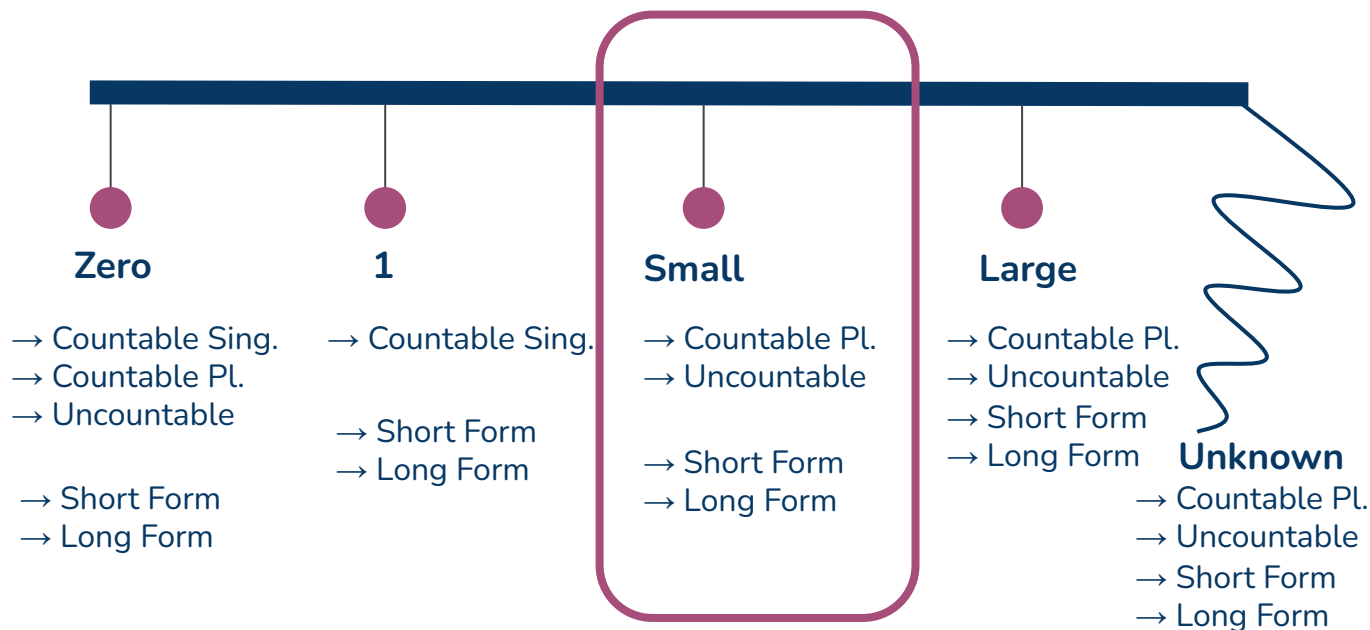 Zero
→ Countable Sing.
→ Countable Pl.
→ Uncountable
→ Short Form
→ Long Form
1
→ Countable Sing.
→ Short Form
→ Long Form
Small
→ Countable Pl.
→ Uncountable
→ Short Form
→ Long Form
Large
→ Countable Pl.
→ Uncountable
→ Short Form
→ Long Form
Unknown
→ Countable Pl.
→ Uncountable
→ Short Form
→ Long Form